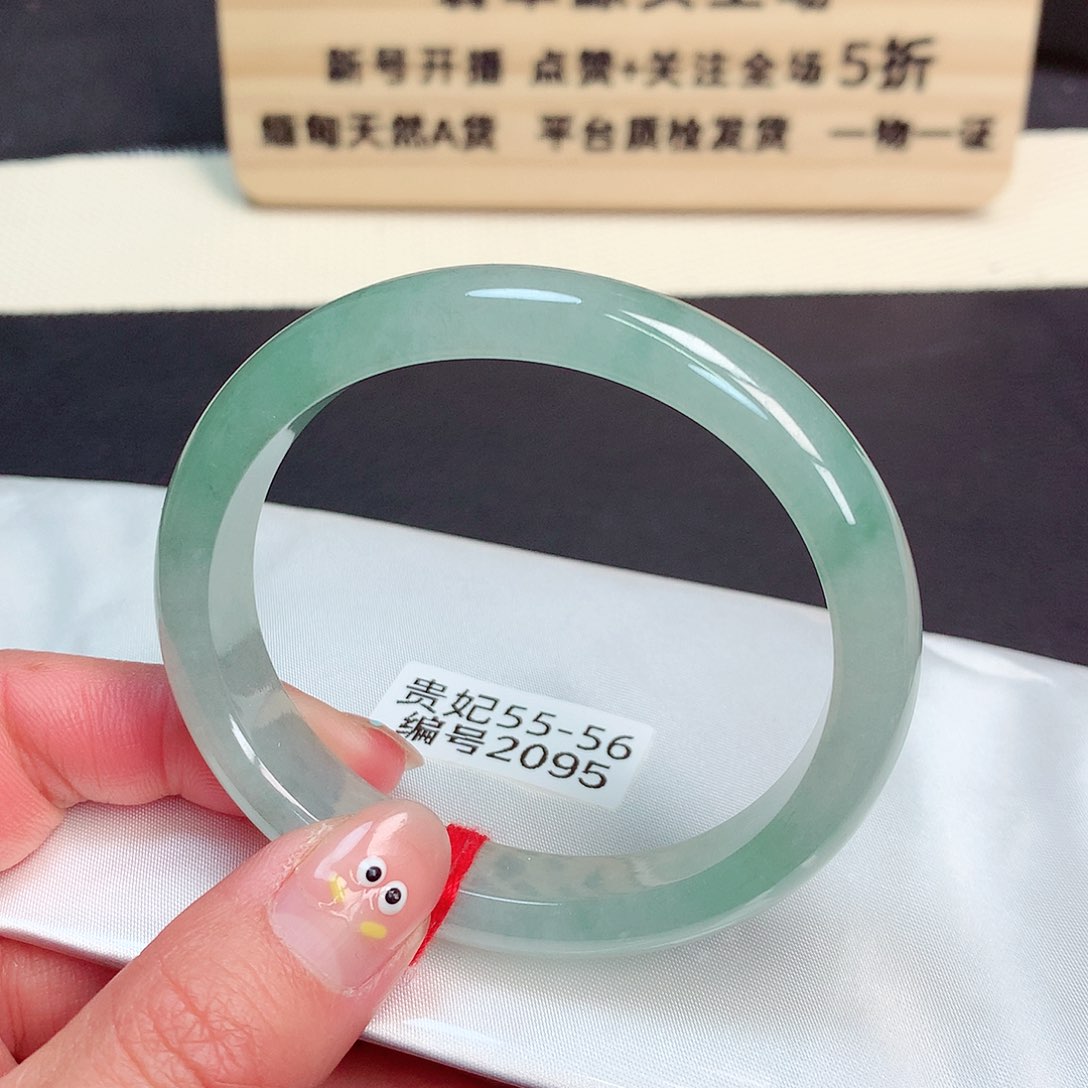 新号开播 点赞+关注全场5折
缅甸天然A货 平台质检发货 一物一证
贵妃55-56
编号2095